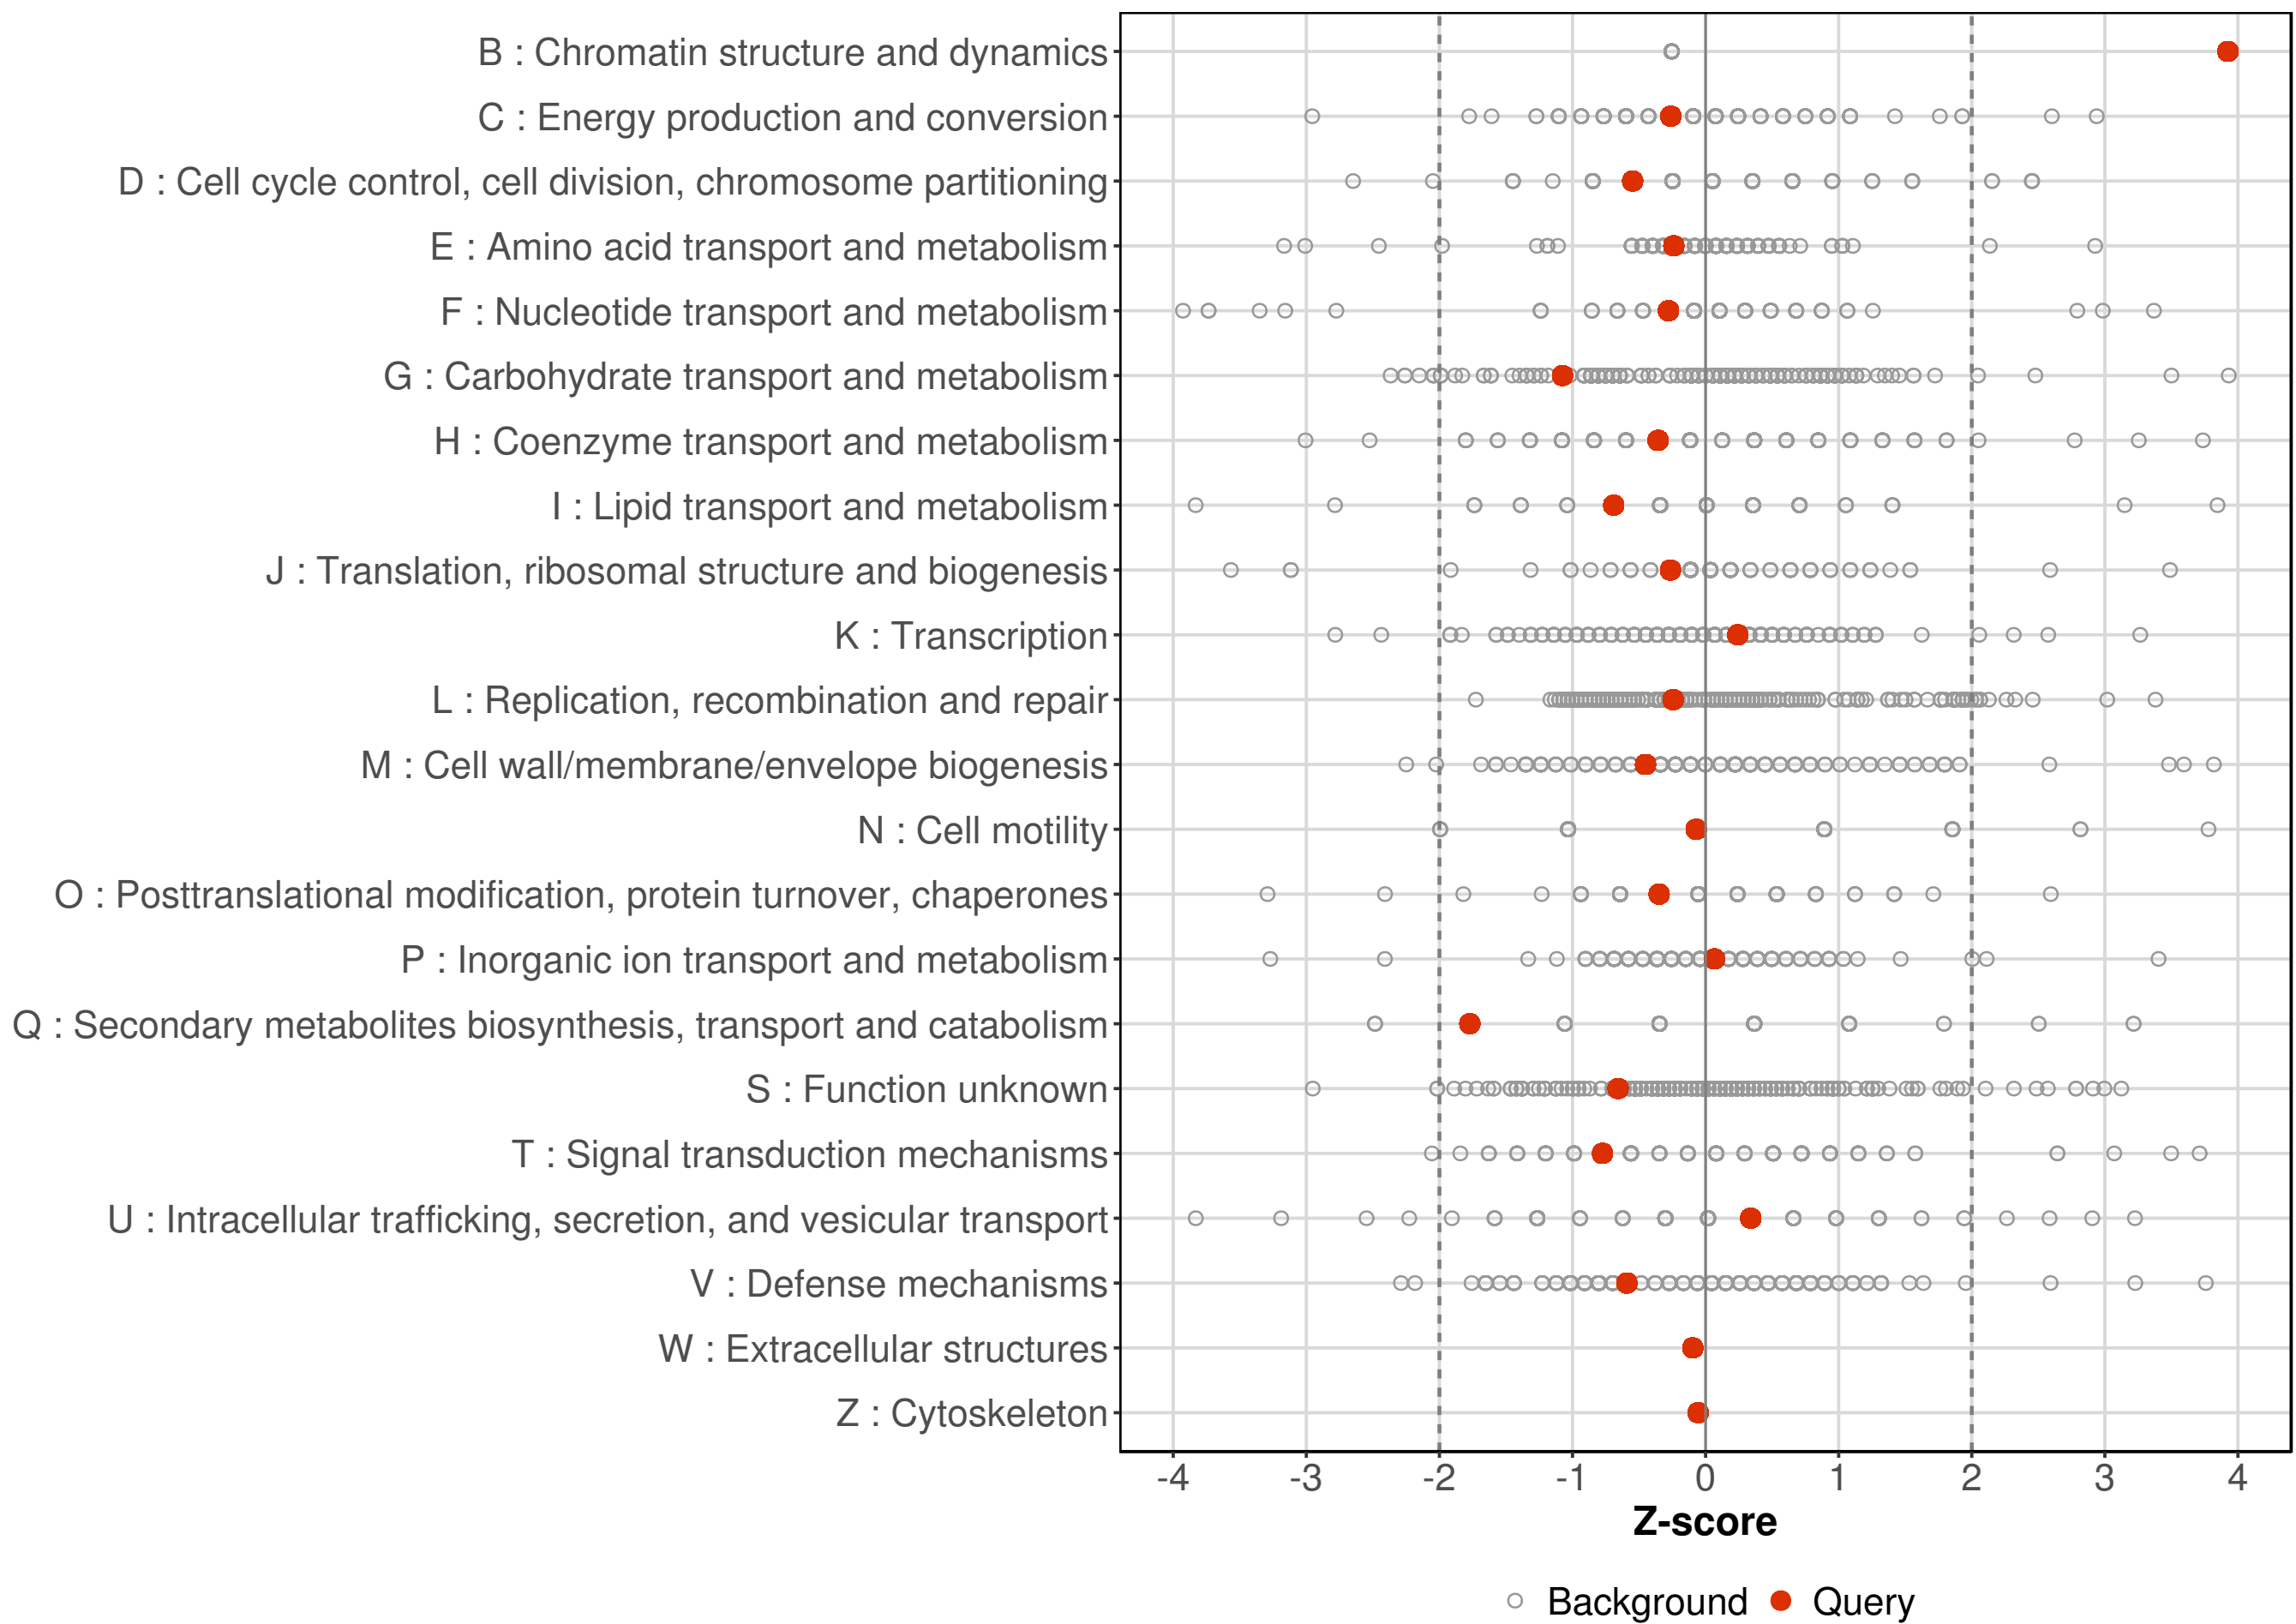 B : Chromatin structure and dynamics
C : Energy production and conversion
D : Cell cycle control, cell division, chromosome partitioning
E : Amino acid transport and metabolism
F : Nucleotide transport and metabolism
G : Carbohydrate transport and metabolism
H : Coenzyme transport and metabolism
I : Lipid transport and metabolism
J : Translation, ribosomal structure and biogenesis
K : Transcription
L : Replication, recombination and repair
M : Cell wall/membrane/envelope biogenesis
N : Cell motility
O : Posttranslational modification, protein turnover, chaperones
P : Inorganic ion transport and metabolism
Q : Secondary metabolites biosynthesis, transport and catabolism
S : Function unknown
T : Signal transduction mechanisms
U : Intracellular trafficking, secretion, and vesicular transport
V : Defense mechanisms
W : Extracellular structures
Z : Cytoskeleton
-4 -3 -2 -1 0 1 2 3 4
Z-score
Background Query